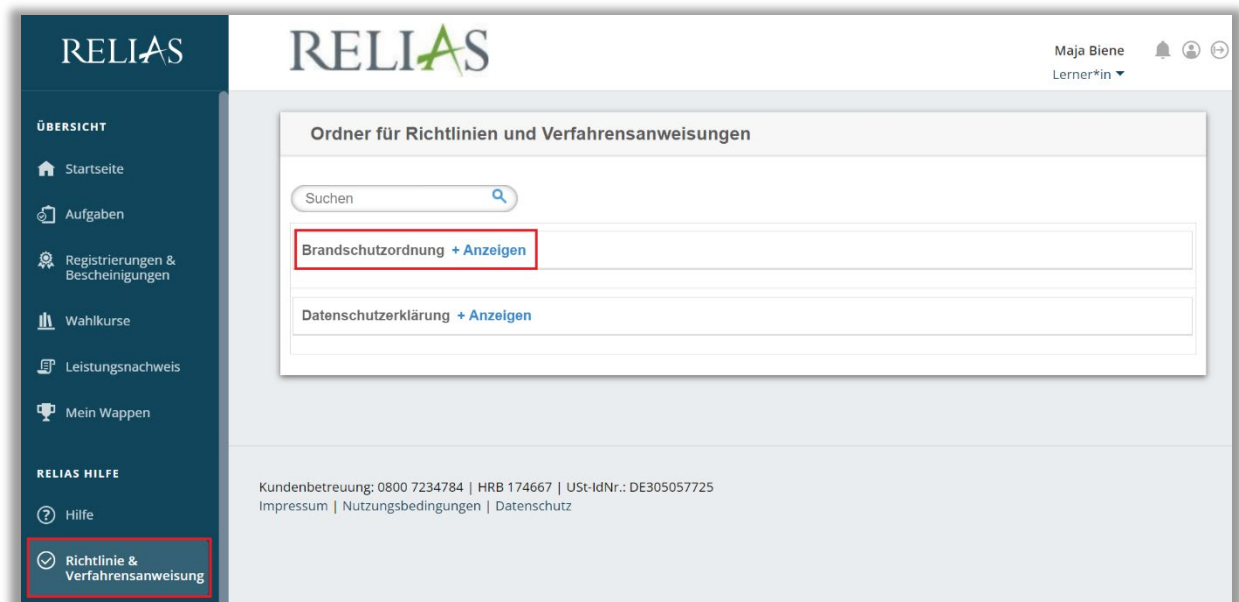 RELIAS
ÜBERSICHT
Startseite
Aufgaben
Registrierungen &
Bescheinigungen
Wahlkurse
Leistungsnachweis
Mein Wappen
RELIAS HILFE
Hilfe
Richtlinie &
Verfahrensanweisung
RELIAS
Maja Biene
Lerner*in
Ordner für Richtlinien und Verfahrensanweisungen
Suchen
Brandschutzordnung + Anzeigen
Datenschutzerklärung + Anzeigen
Kundenbetreuung: 0800 7234784 | HRB 174667 | USt-IdNr.: DE305057725
Impressum | Nutzungsbedingungen | Datenschutz